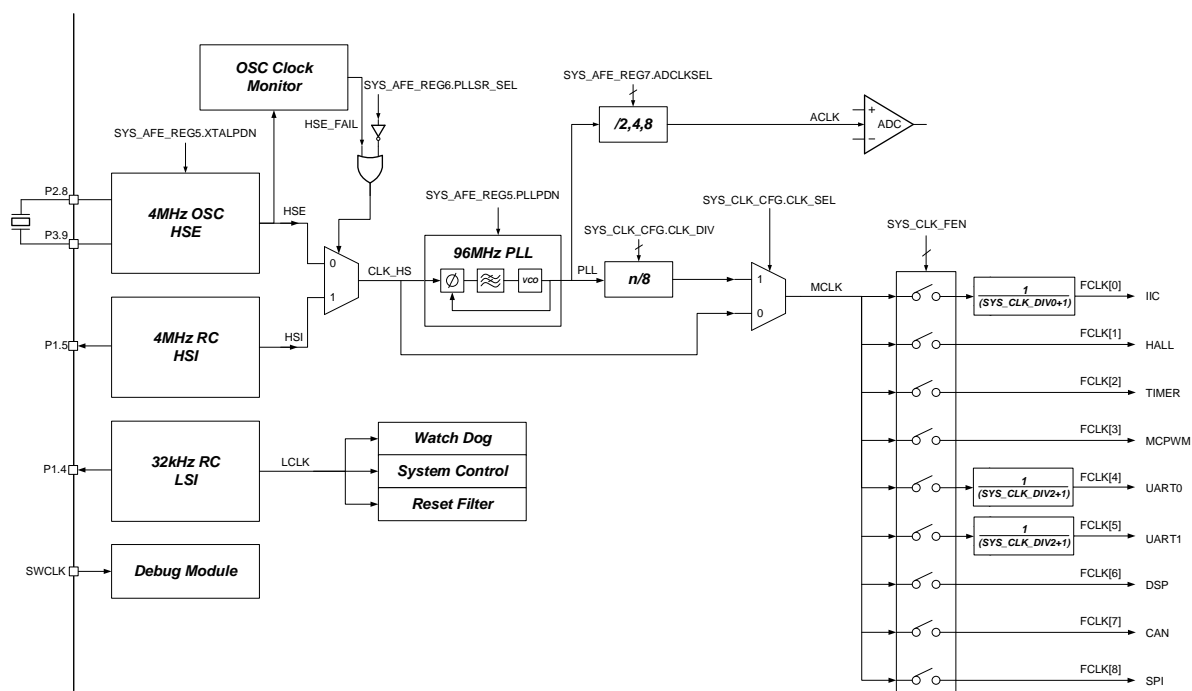 OSC Clock
Monitor
SYS_AFE_REG6.PLLSR_SEL
SYS_AFE_REG7.ADCLKSEL
HSE_FAIL
SYS_AFE_REG5.XTALPDN
/2,4,8
ACLK
+
ADC
−
P2.8
P3.9
4MHz OSC
HSE
HSE
SYS_AFE_REG5.PLLPDN
SYS_CLK_CFG.CLK_SEL
SYS_CLK_CFG.CLK_DIV
SYS_CLK_FEN
96MHz PLL
0
1
CLK_HS
VCO
PLL
n/8
1
0
MCLK
1
(SYS_CLK_DIV0+1)
FCLK[0]
IIC
P1.5
4MHz RC
HSI
HSI
FCLK[1]
HALL
FCLK[2]
TIMER
FCLK[3]
MCPWM
P1.4
32kHz RC
LSI
LCLK
Watch Dog
System Control
Reset Filter
1
(SYS_CLK_DIV2+1)
FCLK[4]
UART0
1
(SYS_CLK_DIV2+1)
FCLK[5]
UART1
SWCLK
Debug Module
FCLK[6]
DSP
FCLK[7]
CAN
FCLK[8]
SPI